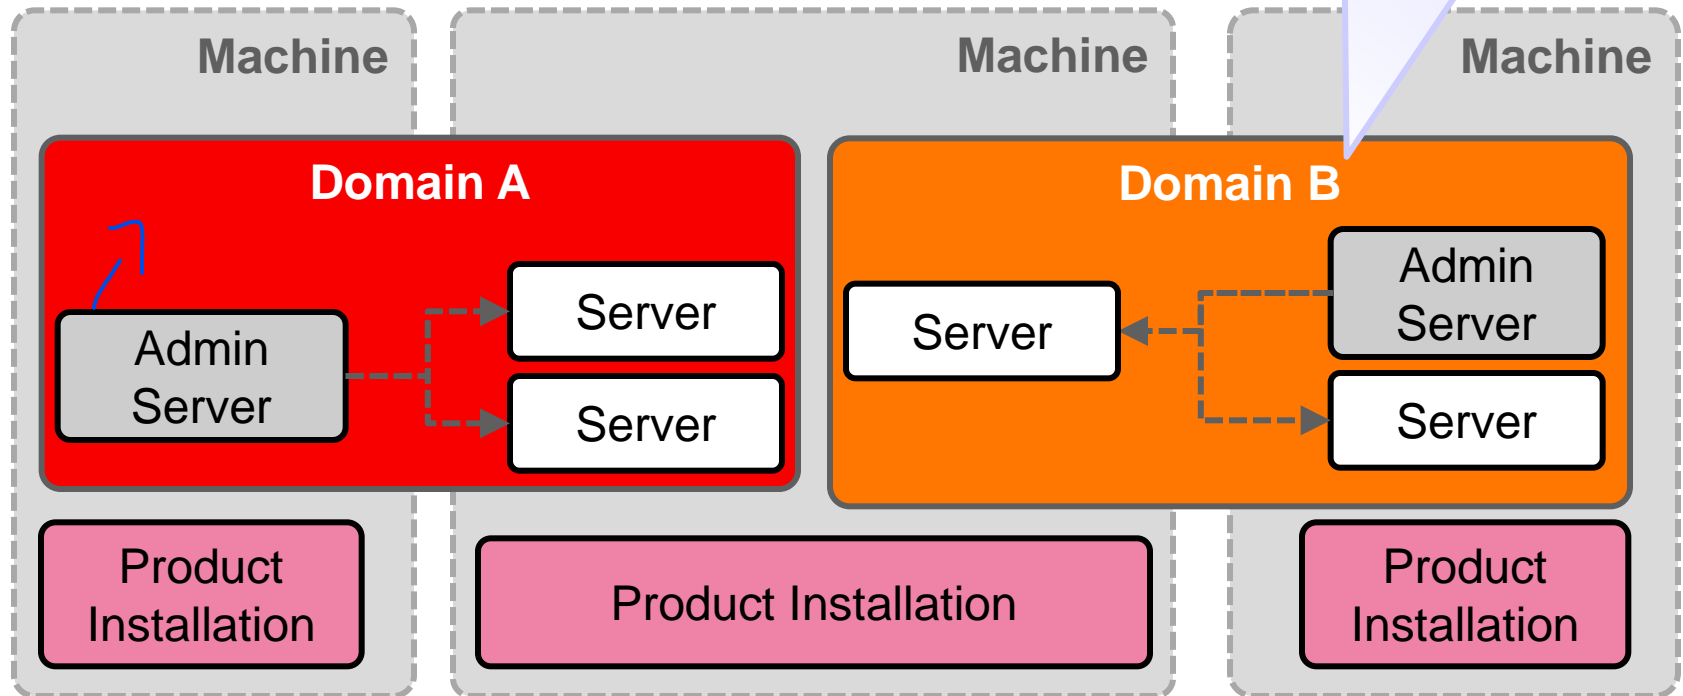 Machine
Machine
Machine
Domain A
Domain B
Admin
Server
Server
Server
Server
Admin
Server
Server
Product
Installation
Product Installation
Product
Installation